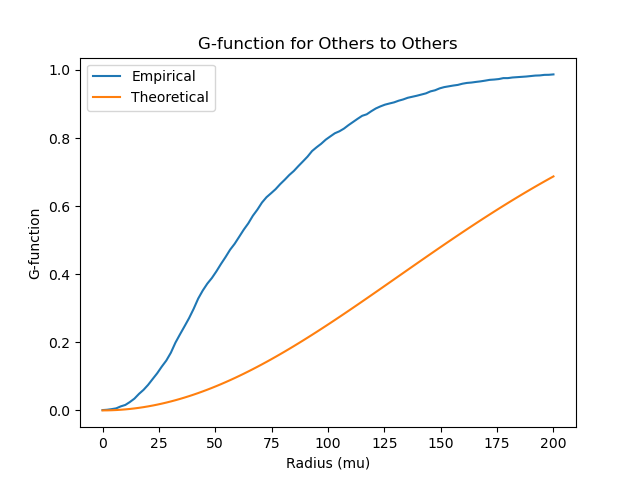 G-function for Others to Others
Empirical
Theoretical
1.0
0.8
0.6
0.4
0.2
0.0
G-function
0 25 50 75 100 125 150 175 200
Radius (mu)